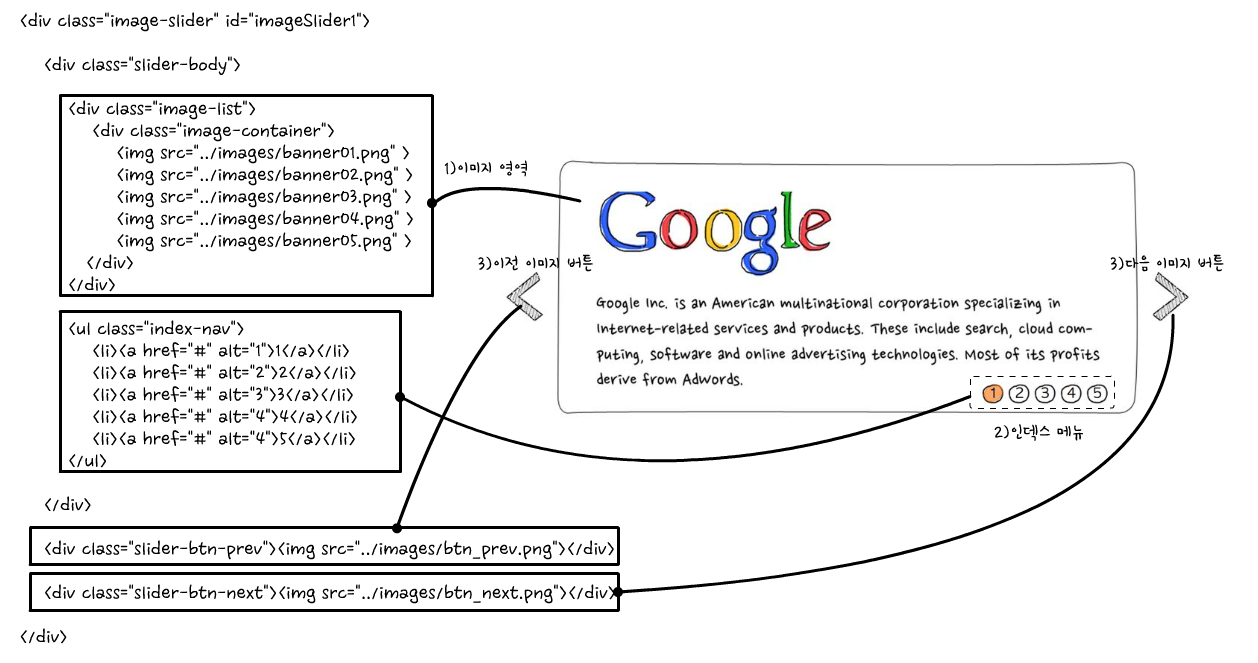 <div class="image-slider" id="imageSlider1">
<div class="slider-body">
<div class="image-list">
<div class="image-container">
<img src="../images/banner01.png" >
<img src="../images/banner02.png" >
<img src="../images/banner03.png" >
<img src="../images/banner04.png" >
<img src="../images/banner05.png" >
</div>
</div>
<ul class="index-nav">
<li><a href="#" alt="1">1</a></li>
<li><a href="#" alt="2">2</a></li>
<li><a href="#" alt="3">3</a></li>
<li><a href="#" alt="4">4</a></li>
<li><a href="#" alt="4">5</a></li>
</ul>
</div>
<div class="slider-btn-prev"><img src="../images/btn_prev.png"></div>
<div class="slider-btn-next"><img src="../images/btn_next.png"></div>
</div>
1)이미지 영역
Google
3)이전 이미지 버튼
3)다음 이미지 버튼
Google Inc. is an American multinational corporation specializing in
Internet-related services and products. These include search, cloud com-
puting, software and online advertising technologies. Most of its profits
derive from Adwords.
1 2 3 4 5
2)인덱스 메뉴